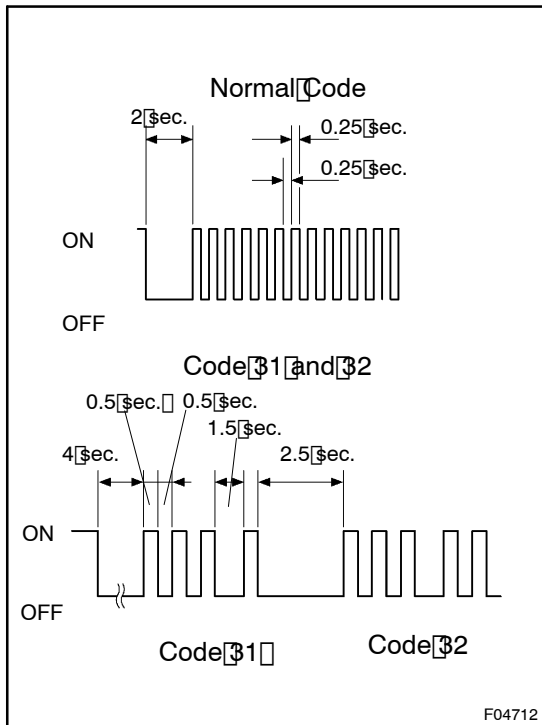 Normal Code
2 sec.
0.25 sec.
0.25 sec.
ON
OFF
Code 31 and 32
0.5 sec. 0.5 sec.
1.5 sec.
4 sec.
2.5 sec.
ON
OFF
Code 31
Code 32
F04712